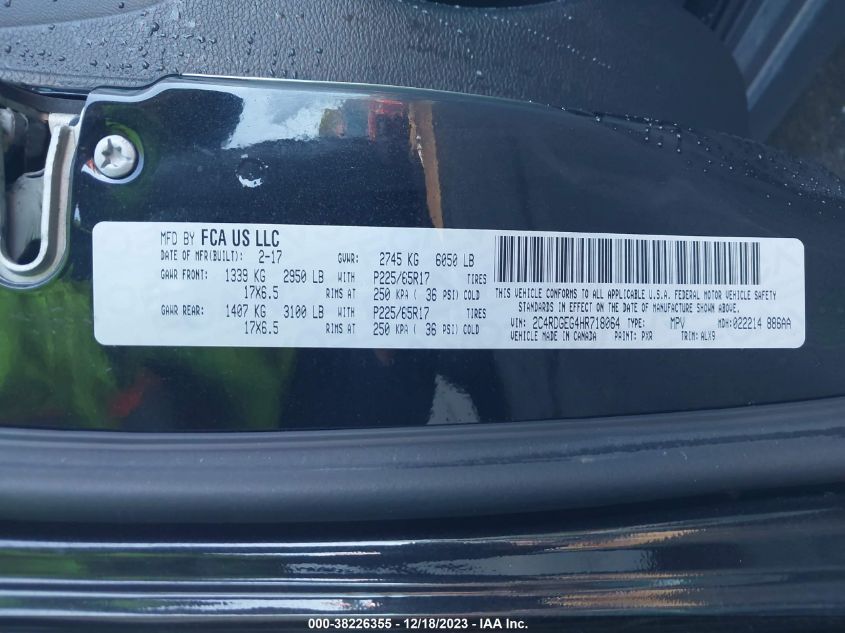 MFD BY FCA US LLC
DATE OF MFR(BUILT): 2-17 GVWR: 2745 KG 6050 LB
GAWR FRONT: 1339 KG 2950 LB WITH P225/65R17 TIRES
17X6.5 RIMS AT 250 KPA ( 36 PSI) COLD
GAWR REAR: 1407 KG 3100 LB WITH P225/65R17 TIRES
17X6.5 RIMS AT 250 KPA ( 36 PSI) COLD
THIS VEHICLE CONFORMS TO ALL APPLICABLE U.S.A. FEDERAL MOTOR VEHICLE SAFETY
STANDARDS IN EFFECT ON THE DATE OF MANUFACTURE SHOWN ABOVE.
VIN: 2C4RDGEG4HR718064 TYPE: MPV MDH: 022214 886AA
VEHICLE MADE IN CANADA PAINT: PXR TRIM: ALX9
000-38226355 - 12/18/2023 - IAA Inc.